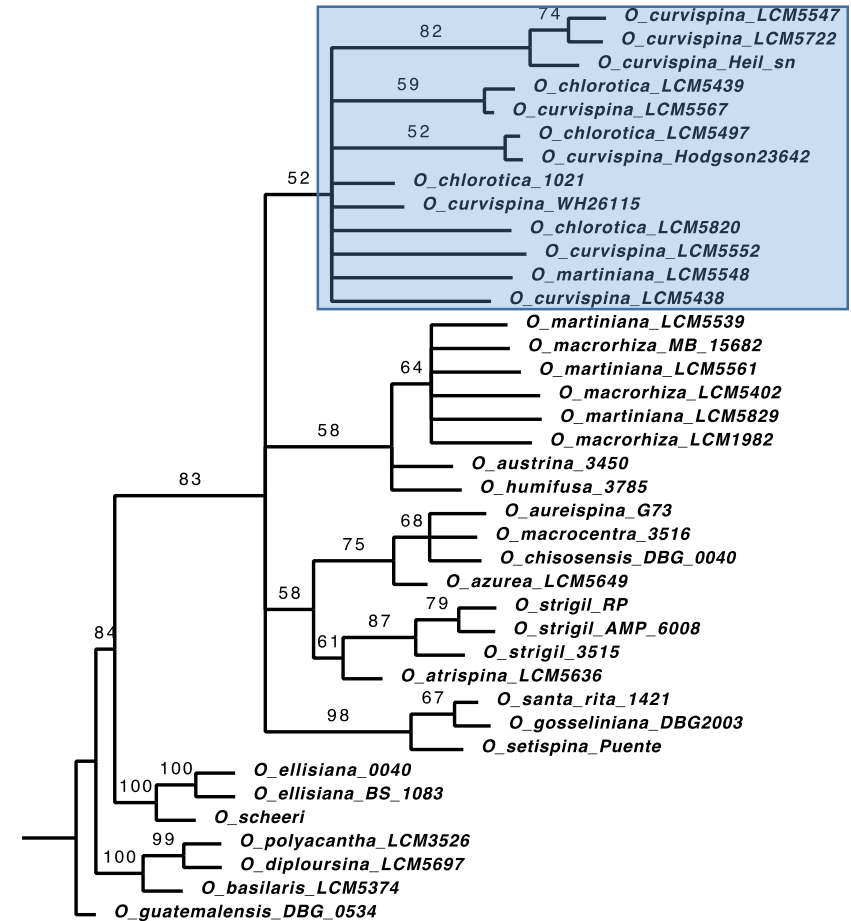 74 O_curvispina_LCM5547
82 O_curvispina_LCM5722
O_curvispina_Heil_sn
59 O_chlorotica_LCM5439
O_curvispina_LCM5567
52 O_chlorotica_LCM5497
O_curvispina_Hodgson23642
52 O_chlorotica_1021
O_curvispina_WH26115
O_chlorotica_LCM5820
O_curvispina_LCM5552
O_martiniana_LCM5548
O_curvispina_LCM5438
O_martiniana_LCM5539
O_macrorhiza_MB_15682
64 O_martiniana_LCM5561
O_macrorhiza_LCM5402
O_martiniana_LCM5829
58 O_macrorhiza_LCM1982
O_austrina_3450
83 O_humifusa_3785
O_aureispina_G73
68 O_macrocentra_3516
75 O_chisosensis_DBG_0040
O_azurea_LCM5649
58 79 O_strigil_RP
87 O_strigil_AMP_6008
84 61 O_strigil_3515
O_atrispina_LCM5636
67 O_santa_rita_1421
98 O_gosseliniana_DBG2003
O_setispina_Puente
100 O_ellisiana_0040
100 O_ellisiana_BS_1083
O_scheeri
99 O_polyacantha_LCM3526
100 O_diploursina_LCM5697
O_basilaris_LCM5374
O_guatemalensis_DBG_0534